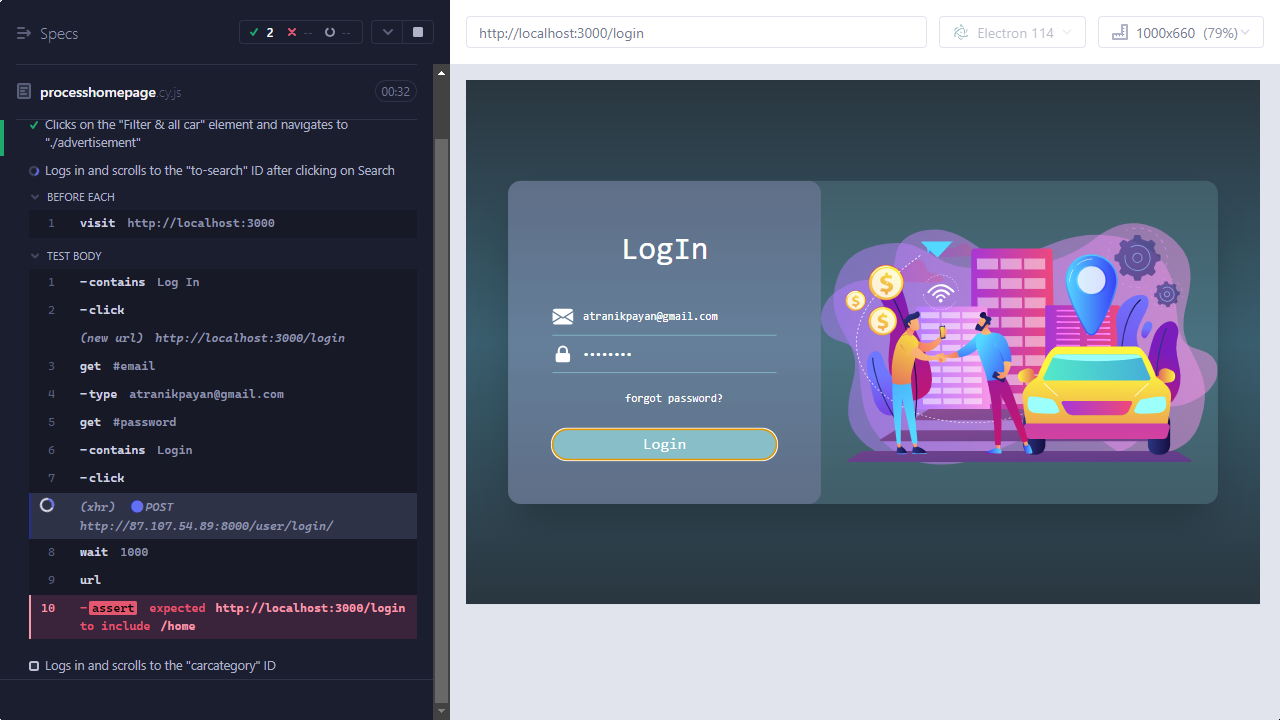 Specs
2 -- --
http://localhost:3000/login
Electron 114
1000x660 (79%)
processhomepage.cy.js
00:32
Clicks on the "Filter & all car" element and navigates to
"./advertisement"
Logs in and scrolls to the "to-search" ID after clicking on Search
BEFORE EACH
1 visit http://localhost:3000
TEST BODY
1 -contains Log In
2 -click
(new url) http://localhost:3000/login
3 get #email
4 -type atranikpayan@gmail.com
5 get #password
6 -contains Login
7 -click
(xhr) POST
http://87.107.54.89:8000/user/login/
8 wait 1000
9 url
10 -assert expected http://localhost:3000/login
to include /home
Logs in and scrolls to the "carcategory" ID
LogIn
atranikpayan@gmail.com
••••••••
forgot password?
Login
$
$
$